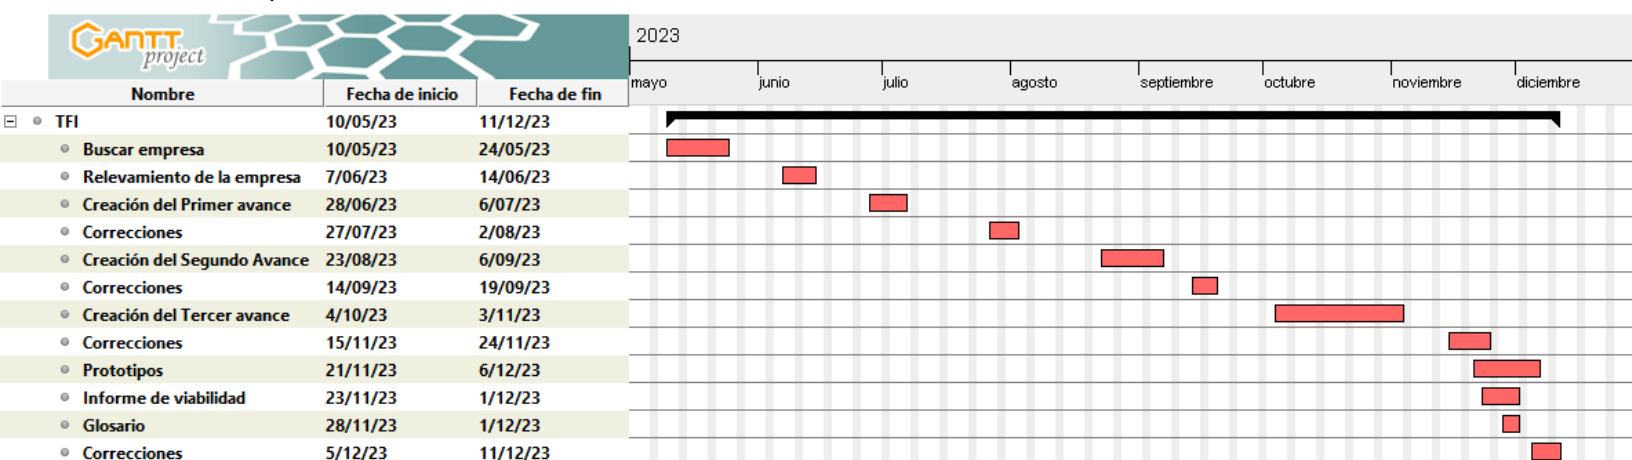 GANTT
project
2023
mayo junio julio agosto septiembre octubre noviembre diciembre
Nombre Fecha de inicio Fecha de fin
TFI 10/05/23 11/12/23
Buscar empresa 10/05/23 24/05/23
Relevamiento de la empresa 7/06/23 14/06/23
Creación del Primer avance 28/06/23 6/07/23
Correcciones 27/07/23 2/08/23
Creación del Segundo Avance 23/08/23 6/09/23
Correcciones 14/09/23 19/09/23
Creación del Tercer avance 4/10/23 3/11/23
Correcciones 15/11/23 24/11/23
Prototipos 21/11/23 6/12/23
Informe de viabilidad 23/11/23 1/12/23
Glosario 28/11/23 1/12/23
Correcciones 5/12/23 11/12/23